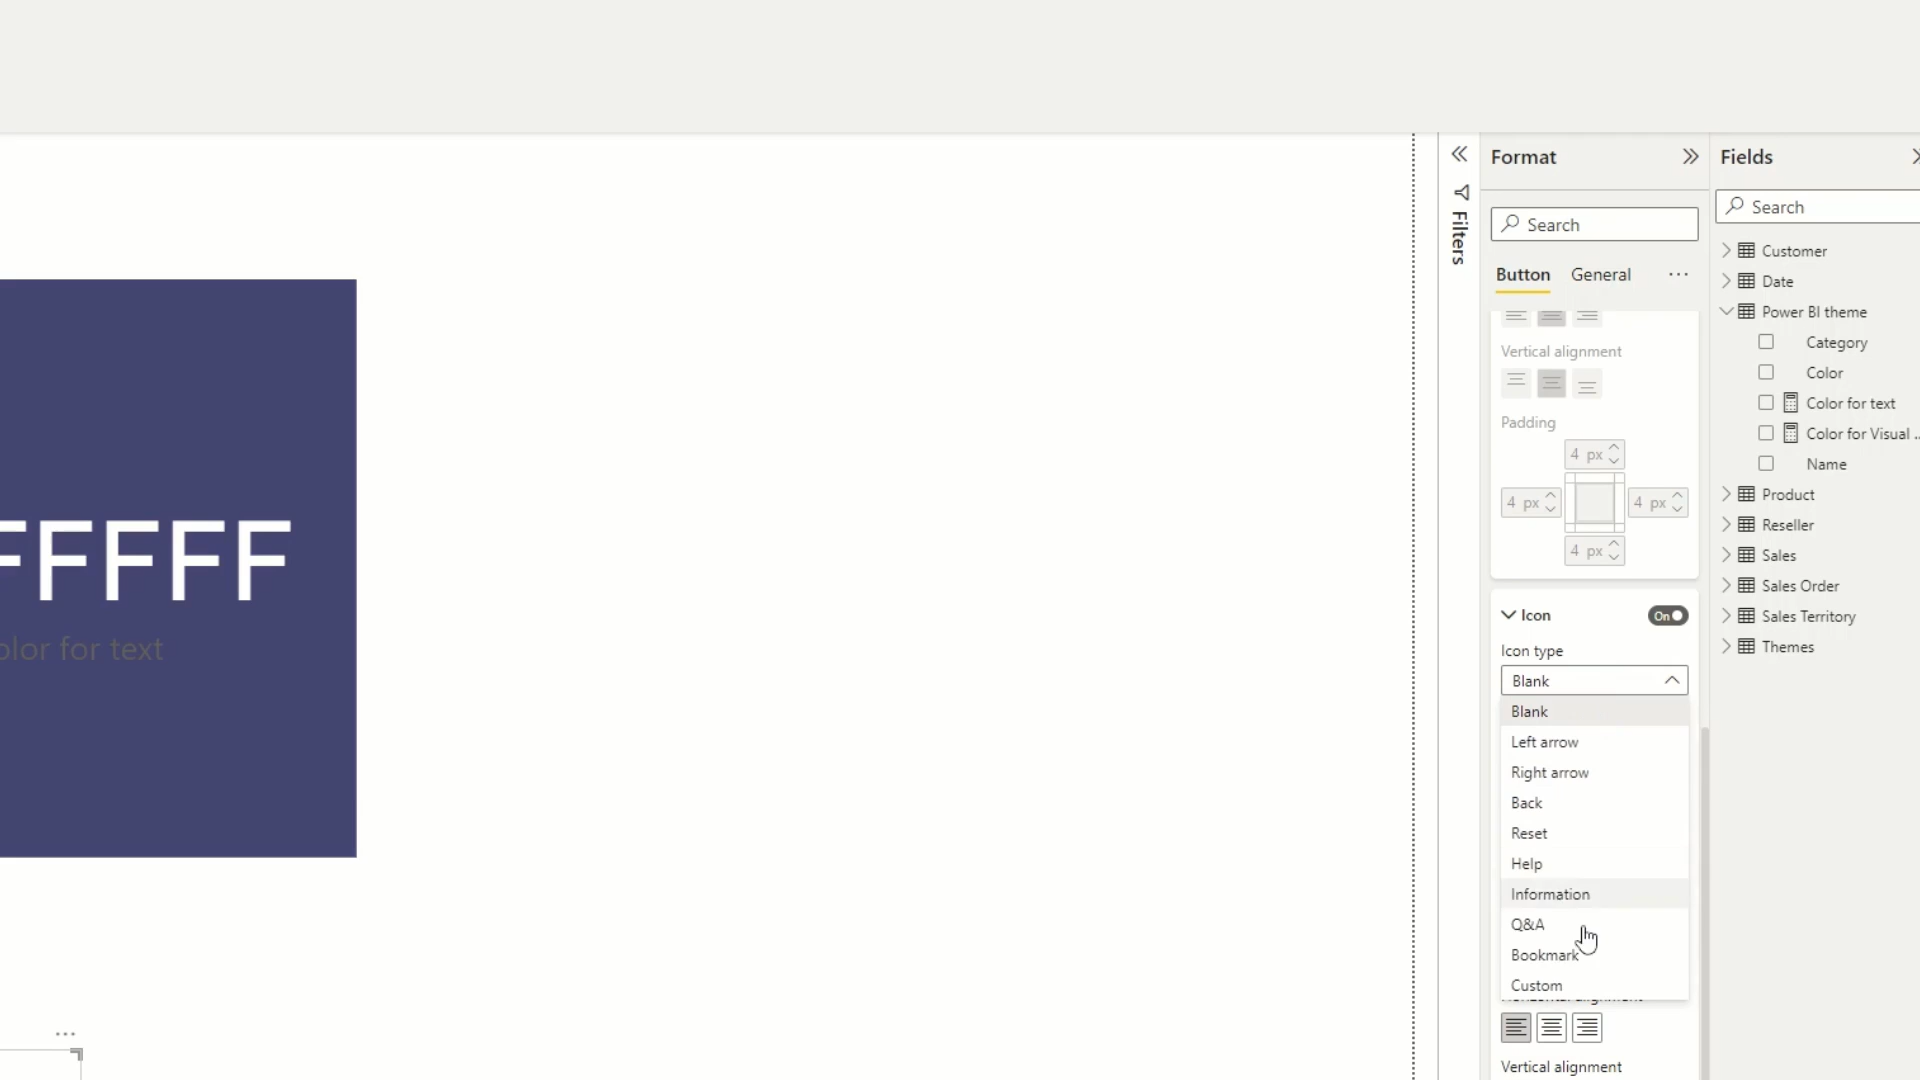 Format
Fields
Search
Search
Filters
Button General ...
Customer
Date
Power BI theme
Category
Color
Color for text
Color for Visual ..
Name
Product
Reseller
Sales
Sales Order
Sales Territory
Themes
Vertical alignment
Padding
4 px
4 px
4 px
4 px
Icon On
Icon type
Blank
Blank
Left arrow
Right arrow
Back
Reset
Help
Information
Q&A
Bookmark
Custom
Vertical alignment
FFFFF
olor for text